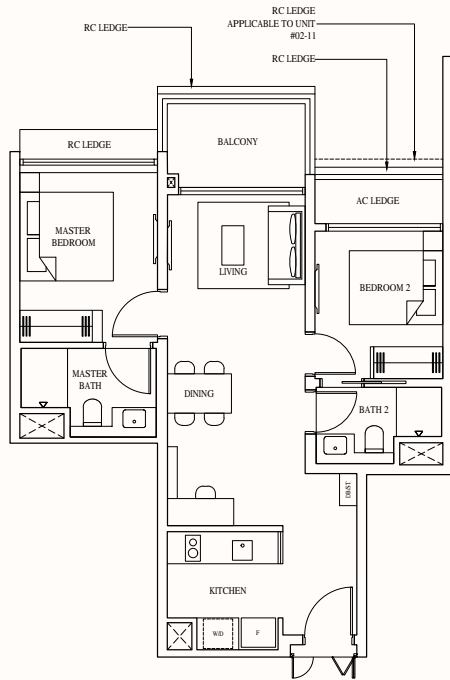 RC LEDGE
APPLICABLE TO UNIT
#02-11
RC LEDGE
RC LEDGE
RC LEDGE
BALCONY
AC LEDGE
MASTER
BEDROOM
LIVING
BEDROOM 2
MASTER
BATH
DINING
BATH 2
DB/ST
KITCHEN
W/D
F